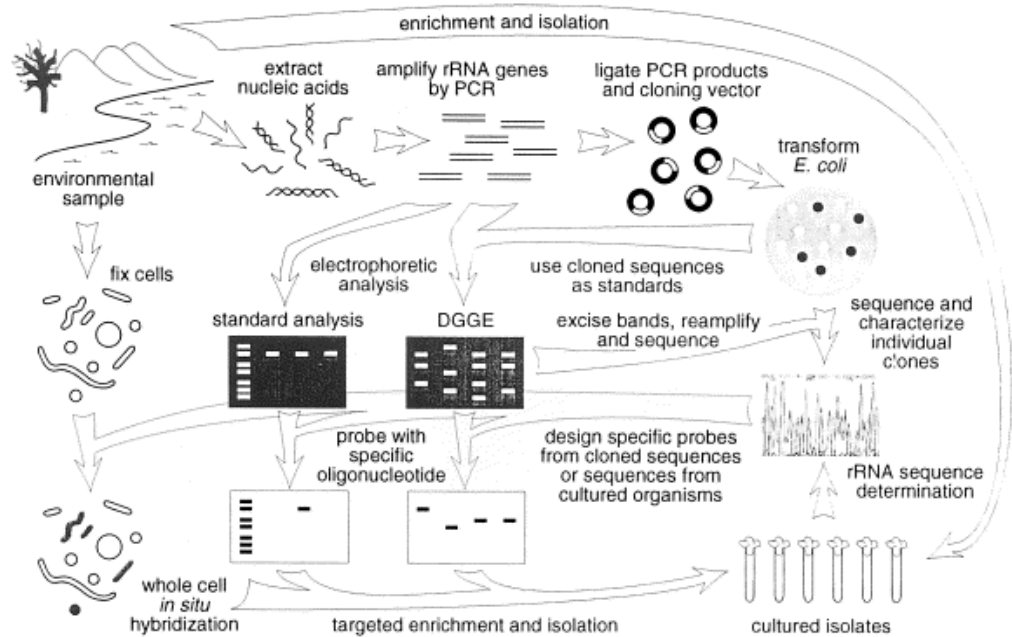 enrichment and isolation
extract
nucleic acids
amplify rRNA genes
by PCR
ligate PCR products
and cloning vector
transform
E. coli
environmental
sample
fix cells
electrophoretic
analysis
use cloned sequences
as standards
standard analysis
DGGE
excise bands, reamplify
and sequence
sequence and
characterize
individual
clones
probe with
specific
oligonucleotide
design specific probes
from cloned sequences
or sequences from
cultured organisms
rRNA sequence
determination
whole cell
in situ
hybridization
targeted enrichment and isolation
cultured isolates